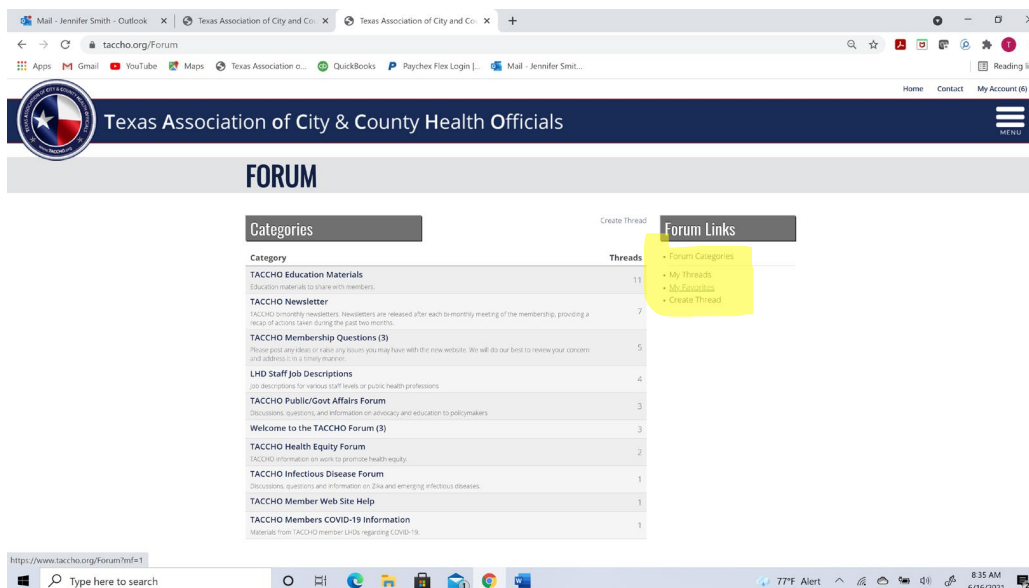 Mail - Jennifer Smith - Outlook
Texas Association of City and Cou
Texas Association of City and Cou
taccho.org/Forum
Apps
Gmail
YouTube
Maps
Texas Association o...
QuickBooks
Paychex Flex Login |...
Mail - Jennifer Smit...
Reading li
Home Contact My Account (6)
Texas Association of City & County Health Officials
MENU
FORUM
Categories
Create Thread
Category Threads
TACCHO Education Materials 11
Education materials to share with members.
TACCHO Newsletter 7
TACCHO bi-monthly newsletters. Newsletters are released after each bi-monthly meeting of the membership, providing a
recap of actions taken during the past two months.
TACCHO Membership Questions (3) 5
Please post any ideas or raise any issues you may have with the new website. We will do our best to review your concern
and address it in a timely manner.
LHD Staff Job Descriptions 4
Job descriptions for various staff levels or public health professions
TACCHO Public/Govt Affairs Forum 3
Discussions, questions, and information on advocacy and education to policymakers.
Welcome to the TACCHO Forum (3) 3
TACCHO Health Equity Forum 2
TACCHO information on work to promote health equity.
TACCHO Infectious Disease Forum 1
Discussions, questions and information on Zika and emerging infectious diseases.
TACCHO Member Web Site Help 1
TACCHO Members COVID-19 Information 1
Materials from TACCHO member LHDs regarding COVID-19.
Forum Links
• Forum Categories
• My Threads
• My Favorites
• Create Thread
https://www.taccho.org/Forum?mf=1
Type here to search
77°F Alert
8:35 AM
6/16/2021